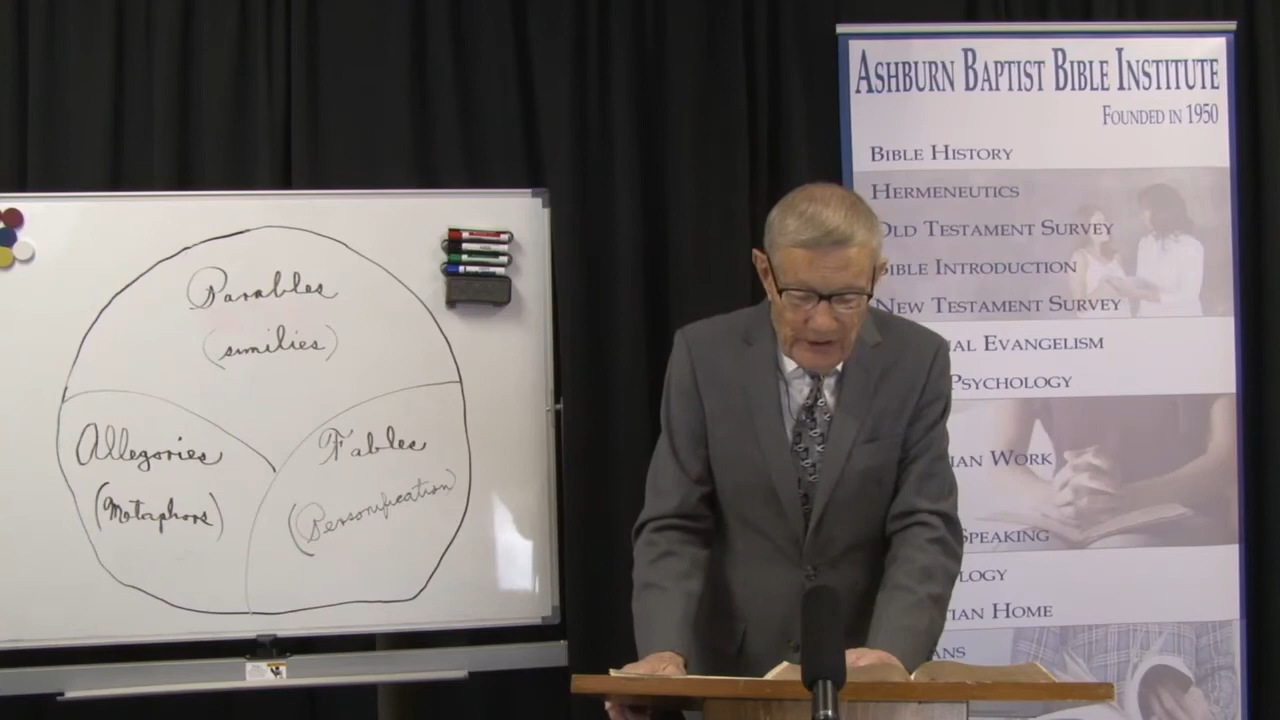 Parables
(similies)
Allegories
(Metaphors)
Fables
(Personification)
ASHBURN BAPTIST BIBLE INSTITUTE
FOUNDED IN 1950
BIBLE HISTORY
HERMENEUTICS
OLD TESTAMENT SURVEY
BIBLE INTRODUCTION
NEW TESTAMENT SURVEY
EVANGELISM
PSYCHOLOGY
WORK
SPEAKING
HOME